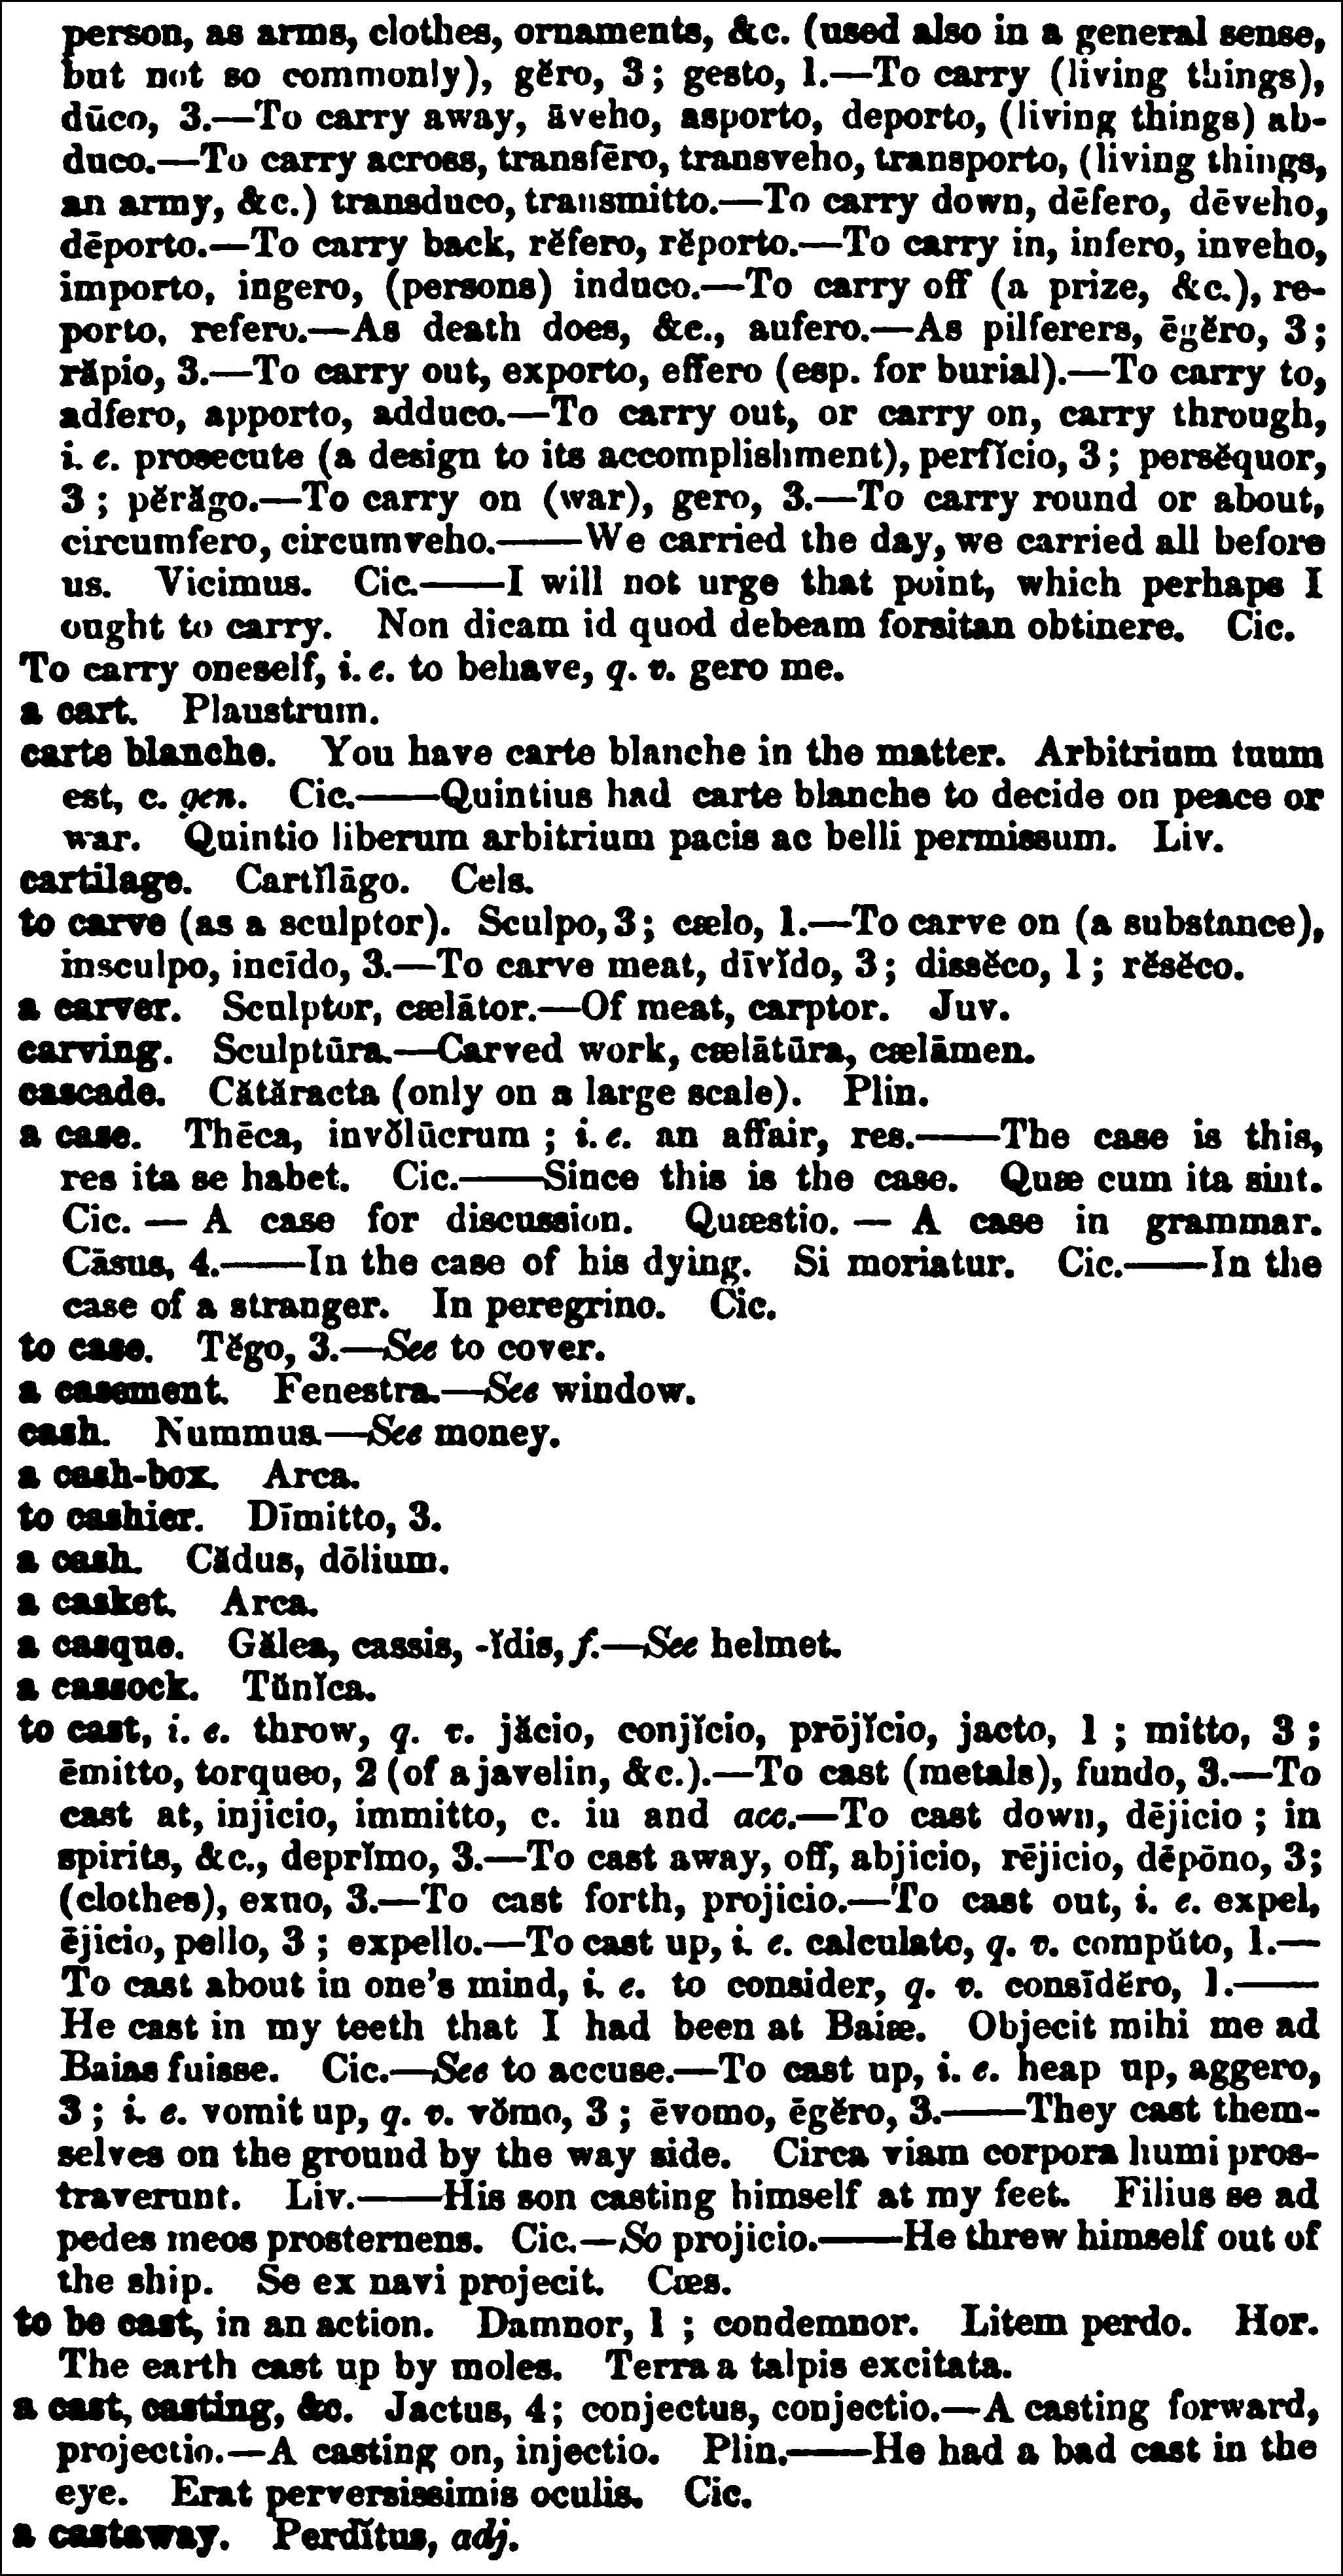 person, as arms, clothes, ornaments, &c. (used also in a general sense,
but not so commonly), gĕro, 3; gesto, 1.—To carry (living things),
dūco, 3.—To carry away, āveho, asporto, deporto, (living things) ab-
duco.—To carry across, transfēro, transveho, transporto, (living things,
an army, &c.) transduco, transmitto.—To carry down, dēfero, dēveho,
dēporto.—To carry back, rĕfero, rĕporto.—To carry in, infero, inveho,
importo, ingero, (persons) induco.—To carry off (a prize, &c.), re-
porto, refero.—As death does, &c., aufero.—As pilferers, ēgĕro, 3;
răpio, 3.—To carry out, exporto, effero (esp. for burial).—To carry to,
adfero, apporto, adduco.—To carry out, or carry on, carry through,
i. e. prosecute (a design to its accomplishment), perfĭcio, 3; persĕquor,
3; pĕrăgo.—To carry on (war), gero, 3.—To carry round or about,
circumfero, circumveho.——We carried the day, we carried all before
us. Vicimus. Cic.——I will not urge that point, which perhaps I
ought to carry. Non dicam id quod debeam forsitan obtinere. Cic.
To carry oneself, i. e. to behave, q. v. gero me.
a cart. Plaustrum.
carte blanche. You have carte blanche in the matter. Arbitrium tuum
est, c. gen. Cic.——Quintius had carte blanche to decide on peace or
war. Quintio liberum arbitrium pacis ac belli permissum. Liv.
cartilage. Cartĭlāgo. Cels.
to carve (as a sculptor). Sculpo, 3; cælo, 1.—To carve on (a substance),
insculpo, incīdo, 3.—To carve meat, dīvĭdo, 3; dissĕco, 1; rĕsĕco.
a carver. Sculptor, cælātor.—Of meat, carptor. Juv.
carving. Sculptūra.—Carved work, cælātūra, cælāmen.
cascade. Cătăracta (only on a large scale). Plin.
a case. Thēca, invŏlūcrum; i. e. an affair, res.——The case is this,
res ita se habet. Cic.——Since this is the case. Quæ cum ita sint.
Cic. — A case for discussion. Quæstio. — A case in grammar.
Cāsus, 4.——In the case of his dying. Si moriatur. Cic.——In the
case of a stranger. In peregrino. Cic.
to case. Tĕgo, 3.—See to cover.
a casement. Fenestra.—See window.
cash. Nummus.—See money.
a cash-box. Arca.
to cashier. Dīmitto, 3.
a cash. Cădus, dōlium.
a casket. Arca.
a casque. Gălea, cassis, -ĭdis, f.—See helmet.
a cassock. Tŭnĭca.
to cast, i. e. throw, q. v. jăcio, conjĭcio, prōjĭcio, jacto, 1; mitto, 3;
ēmitto, torqueo, 2 (of a javelin, &c.).—To cast (metals), fundo, 3.—To
cast at, injicio, immitto, c. in and acc.—To cast down, dējicio; in
spirits, &c., deprĭmo, 3.—To cast away, off, abjicio, rējicio, dēpōno, 3;
(clothes), exuo, 3.—To cast forth, projicio.—To cast out, i. e. expel,
ējicio, pello, 3; expello.—To cast up, i. e. calculate, q. v. compŭto, 1.—
To cast about in one's mind, i. e. to consider, q. v. consīdĕro, 1.——
He cast in my teeth that I had been at Baiæ. Objecit mihi me ad
Baias fuisse. Cic.—See to accuse.—To cast up, i. e. heap up, aggero,
3; i. e. vomit up, q. v. vŏmo, 3; ēvomo, ēgĕro, 3.——They cast them-
selves on the ground by the way side. Circa viam corpora humi pros-
traverunt. Liv.——His son casting himself at my feet. Filius se ad
pedes meos prosternens. Cic.—So projicio.——He threw himself out of
the ship. Se ex navi projecit. Cæs.
to be cast, in an action. Damnor, 1; condemnor. Litem perdo. Hor.
The earth cast up by moles. Terra a talpis excitata.
a cast, casting, &c. Jactus, 4; conjectus, conjectio.—A casting forward,
projectio.—A casting on, injectio. Plin.——He had a bad cast in the
eye. Erat perversissimis oculis. Cic.
a castaway. Perdĭtus, adj.